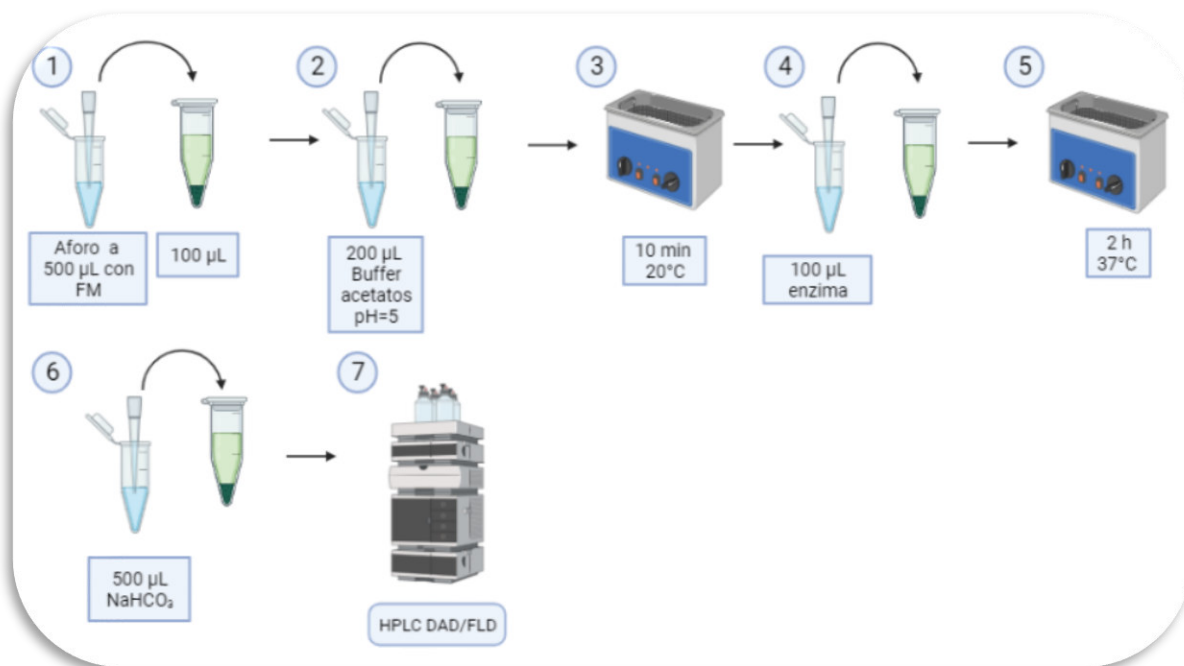 1
Aforo a
500 µL con
FM
100 µL
2
200 µL
Buffer
acetatos
pH=5
3
10 min
20°C
4
100 µL
enzima
5
2 h
37°C
6
500 µL
NaHCO₃
7
HPLC DAD/FLD